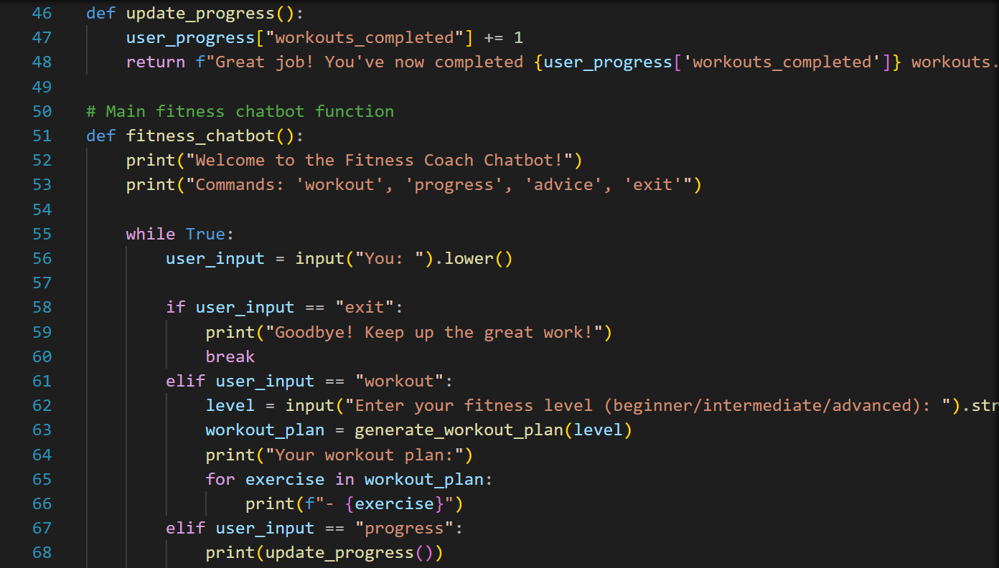 46 def update_progress():
47     user_progress["workouts_completed"] += 1
48     return f"Great job! You've now completed {user_progress['workouts_completed']} workouts.
49
50 # Main fitness chatbot function
51 def fitness_chatbot():
52     print("Welcome to the Fitness Coach Chatbot!")
53     print("Commands: 'workout', 'progress', 'advice', 'exit'")
54
55     while True:
56         user_input = input("You: ").lower()
57
58         if user_input == "exit":
59             print("Goodbye! Keep up the great work!")
60             break
61         elif user_input == "workout":
62             level = input("Enter your fitness level (beginner/intermediate/advanced): ").str
63             workout_plan = generate_workout_plan(level)
64             print("Your workout plan:")
65             for exercise in workout_plan:
66                 print(f"- {exercise}")
67         elif user_input == "progress":
68             print(update_progress())